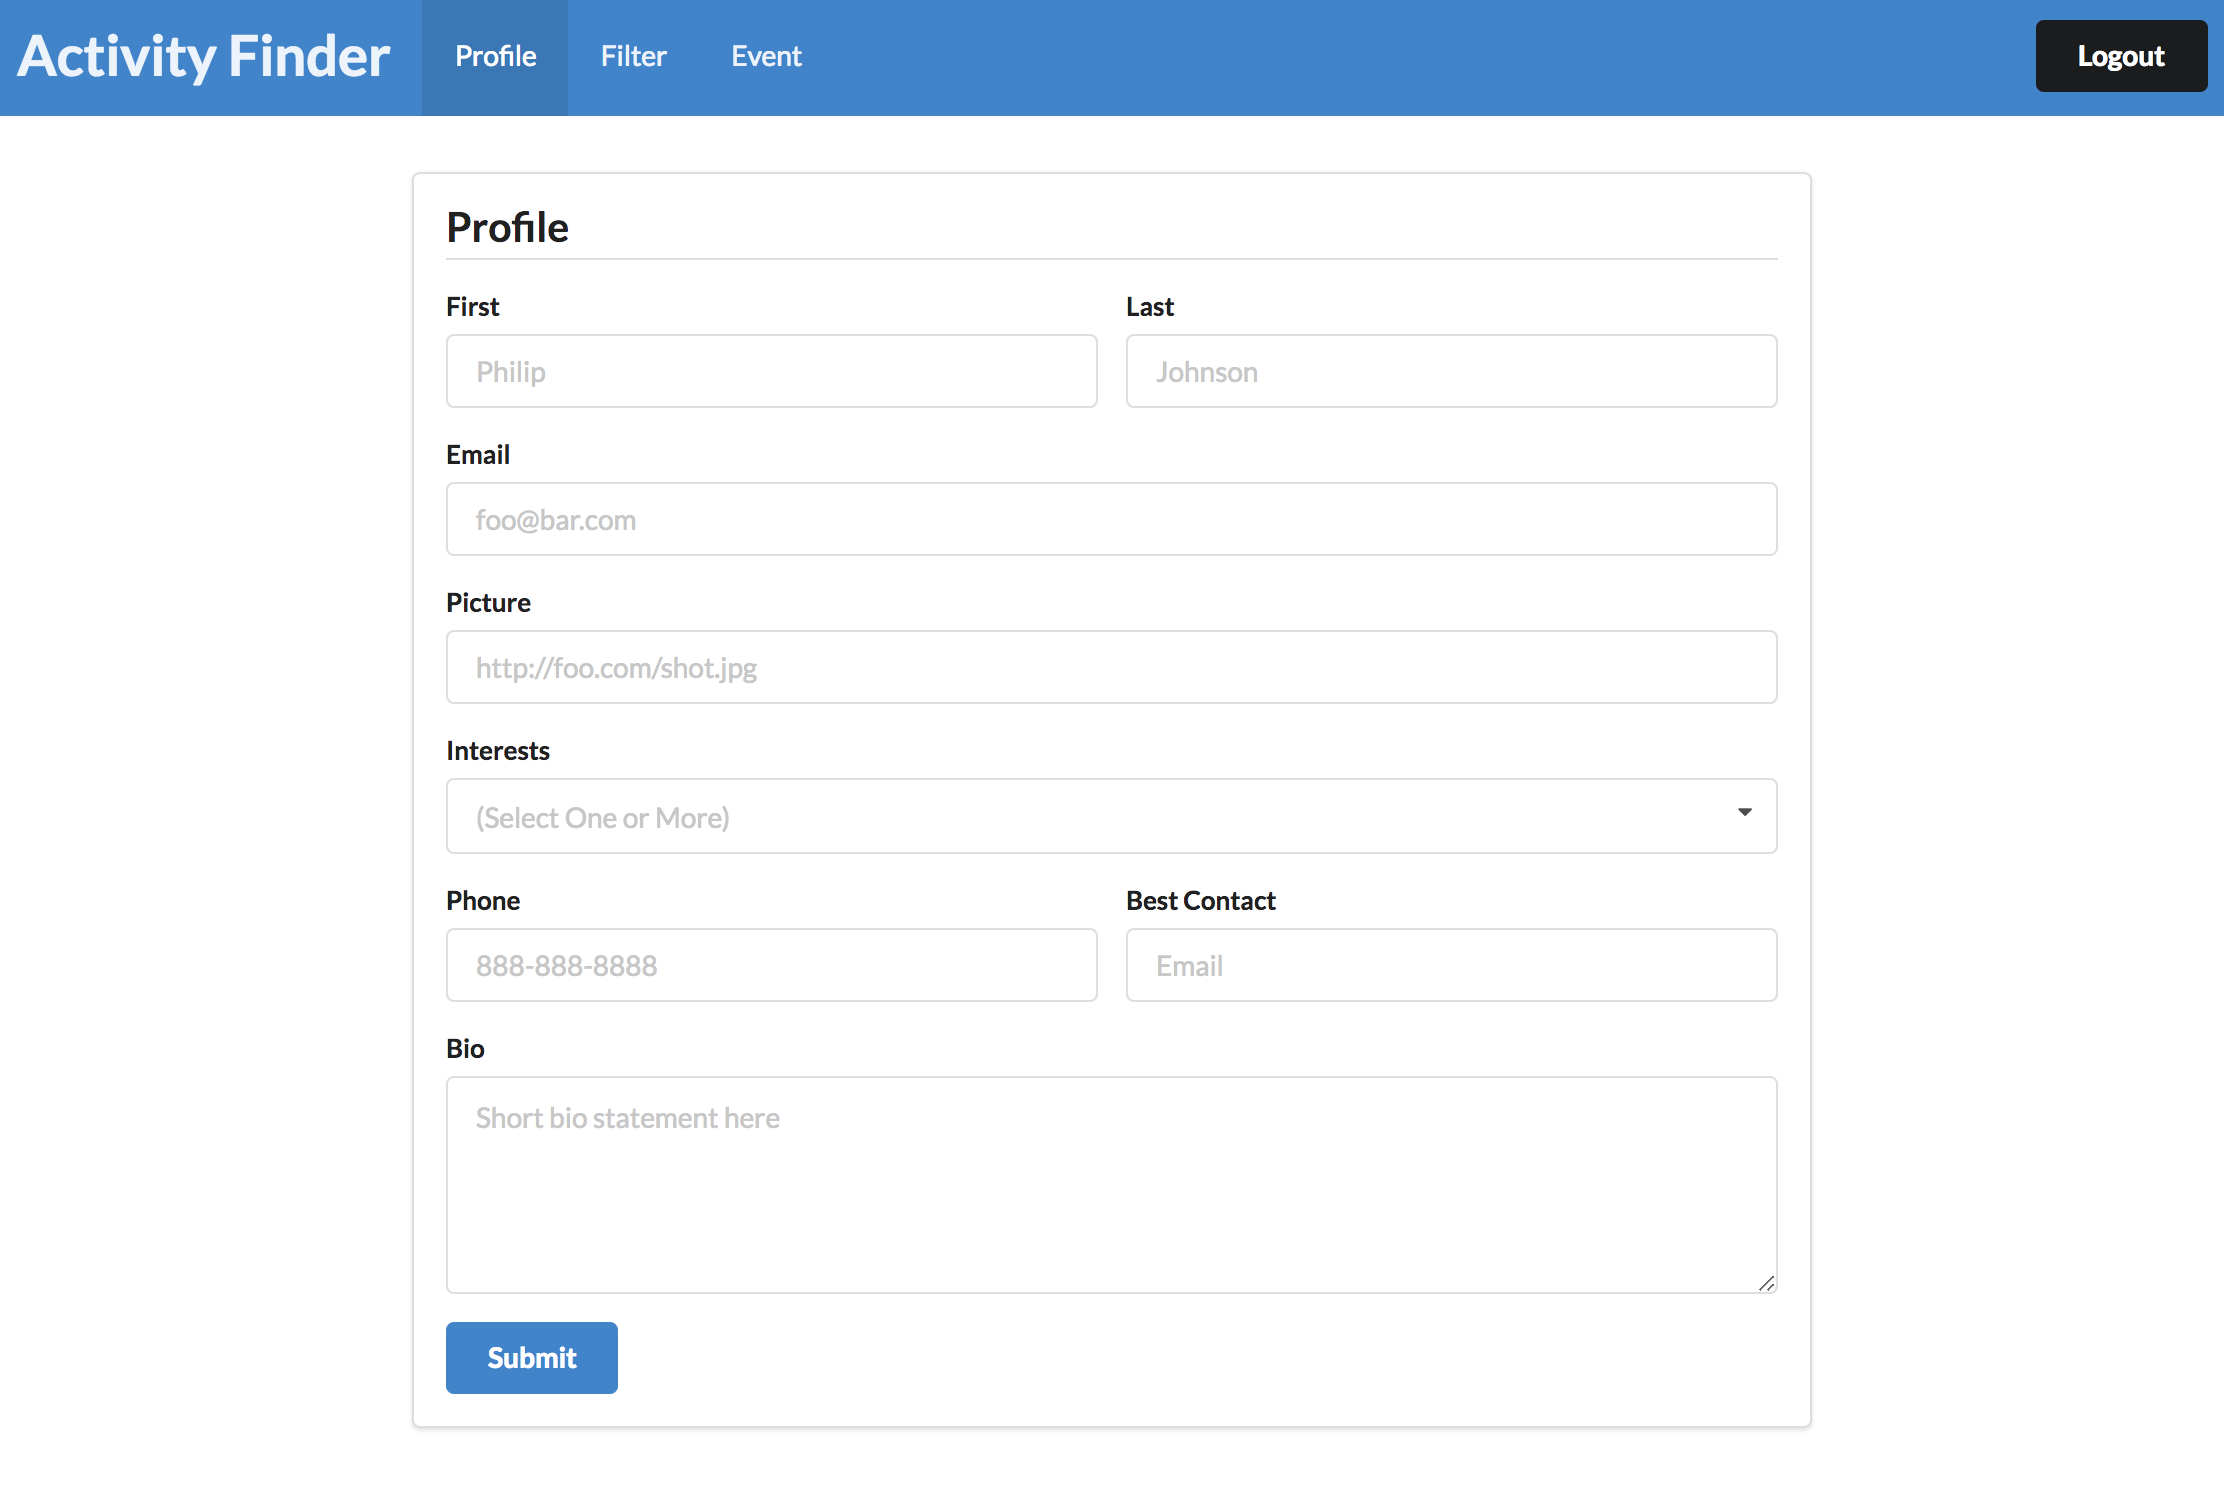 Activity Finder Profile Filter Event Logout
Profile
First Last
Philip Johnson
Email
foo@bar.com
Picture
http://foo.com/shot.jpg
Interests
(Select One or More)
Phone Best Contact
888-888-8888 Email
Bio
Short bio statement here
Submit